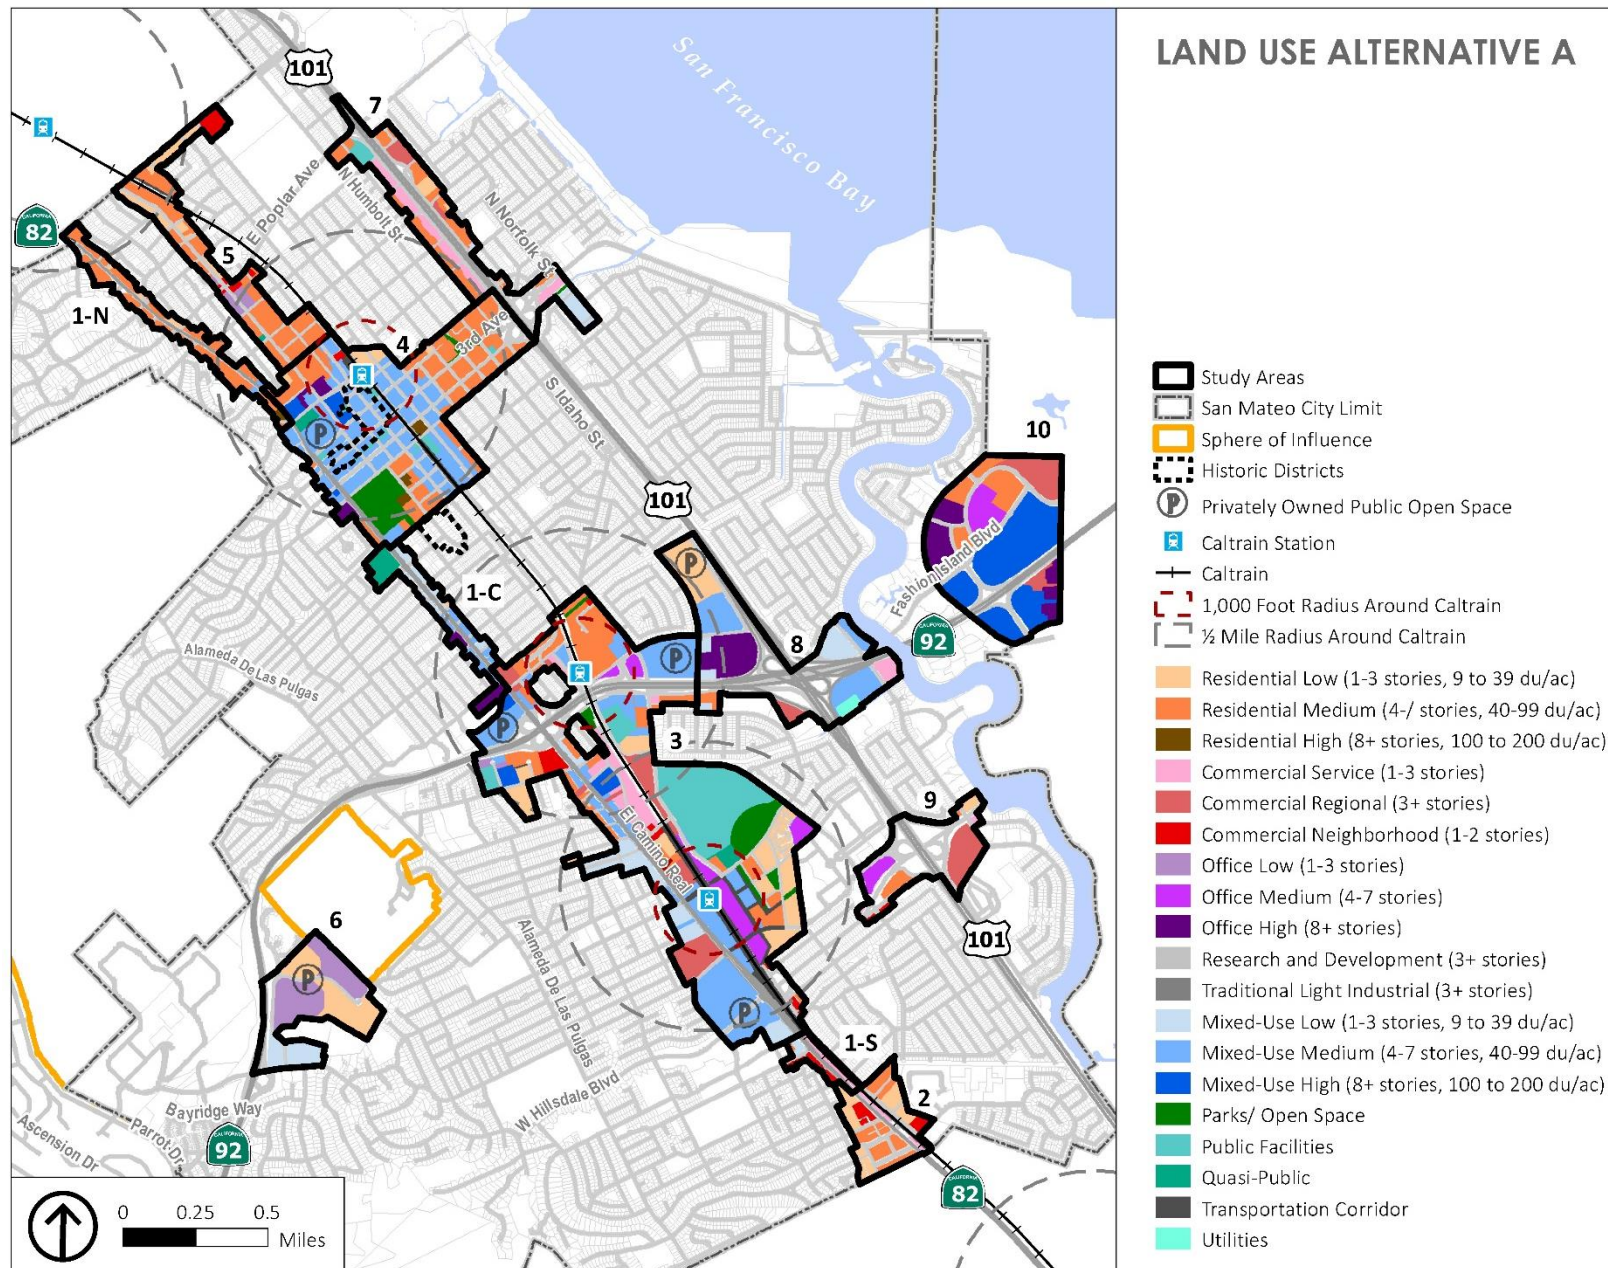 LAND USE ALTERNATIVE A
San Francisco Bay
101
7
CALIFORNIA
82
E Poplar Ave
N Humbolt St
N Norfolk St
5
1-N
4
3rd Ave
P
S Idaho St
10
101
P
1-C
Fashion Island Blvd
CALIFORNIA
92
8
P
Alameda De Las Pulgas
P
3
9
El Camino Real
6
P
101
Alameda De Las Pulgas
P
1-S
W Hillsdale Blvd
2
Bayridge Way
Parrot Dr
Ascension Dr
CALIFORNIA
92
CALIFORNIA
82
0 0.25 0.5
Miles
Study Areas
San Mateo City Limit
Sphere of Influence
Historic Districts
P Privately Owned Public Open Space
Caltrain Station
Caltrain
1,000 Foot Radius Around Caltrain
½ Mile Radius Around Caltrain
Residential Low (1-3 stories, 9 to 39 du/ac)
Residential Medium (4-/ stories, 40-99 du/ac)
Residential High (8+ stories, 100 to 200 du/ac)
Commercial Service (1-3 stories)
Commercial Regional (3+ stories)
Commercial Neighborhood (1-2 stories)
Office Low (1-3 stories)
Office Medium (4-7 stories)
Office High (8+ stories)
Research and Development (3+ stories)
Traditional Light Industrial (3+ stories)
Mixed-Use Low (1-3 stories, 9 to 39 du/ac)
Mixed-Use Medium (4-7 stories, 40-99 du/ac)
Mixed-Use High (8+ stories, 100 to 200 du/ac)
Parks/ Open Space
Public Facilities
Quasi-Public
Transportation Corridor
Utilities